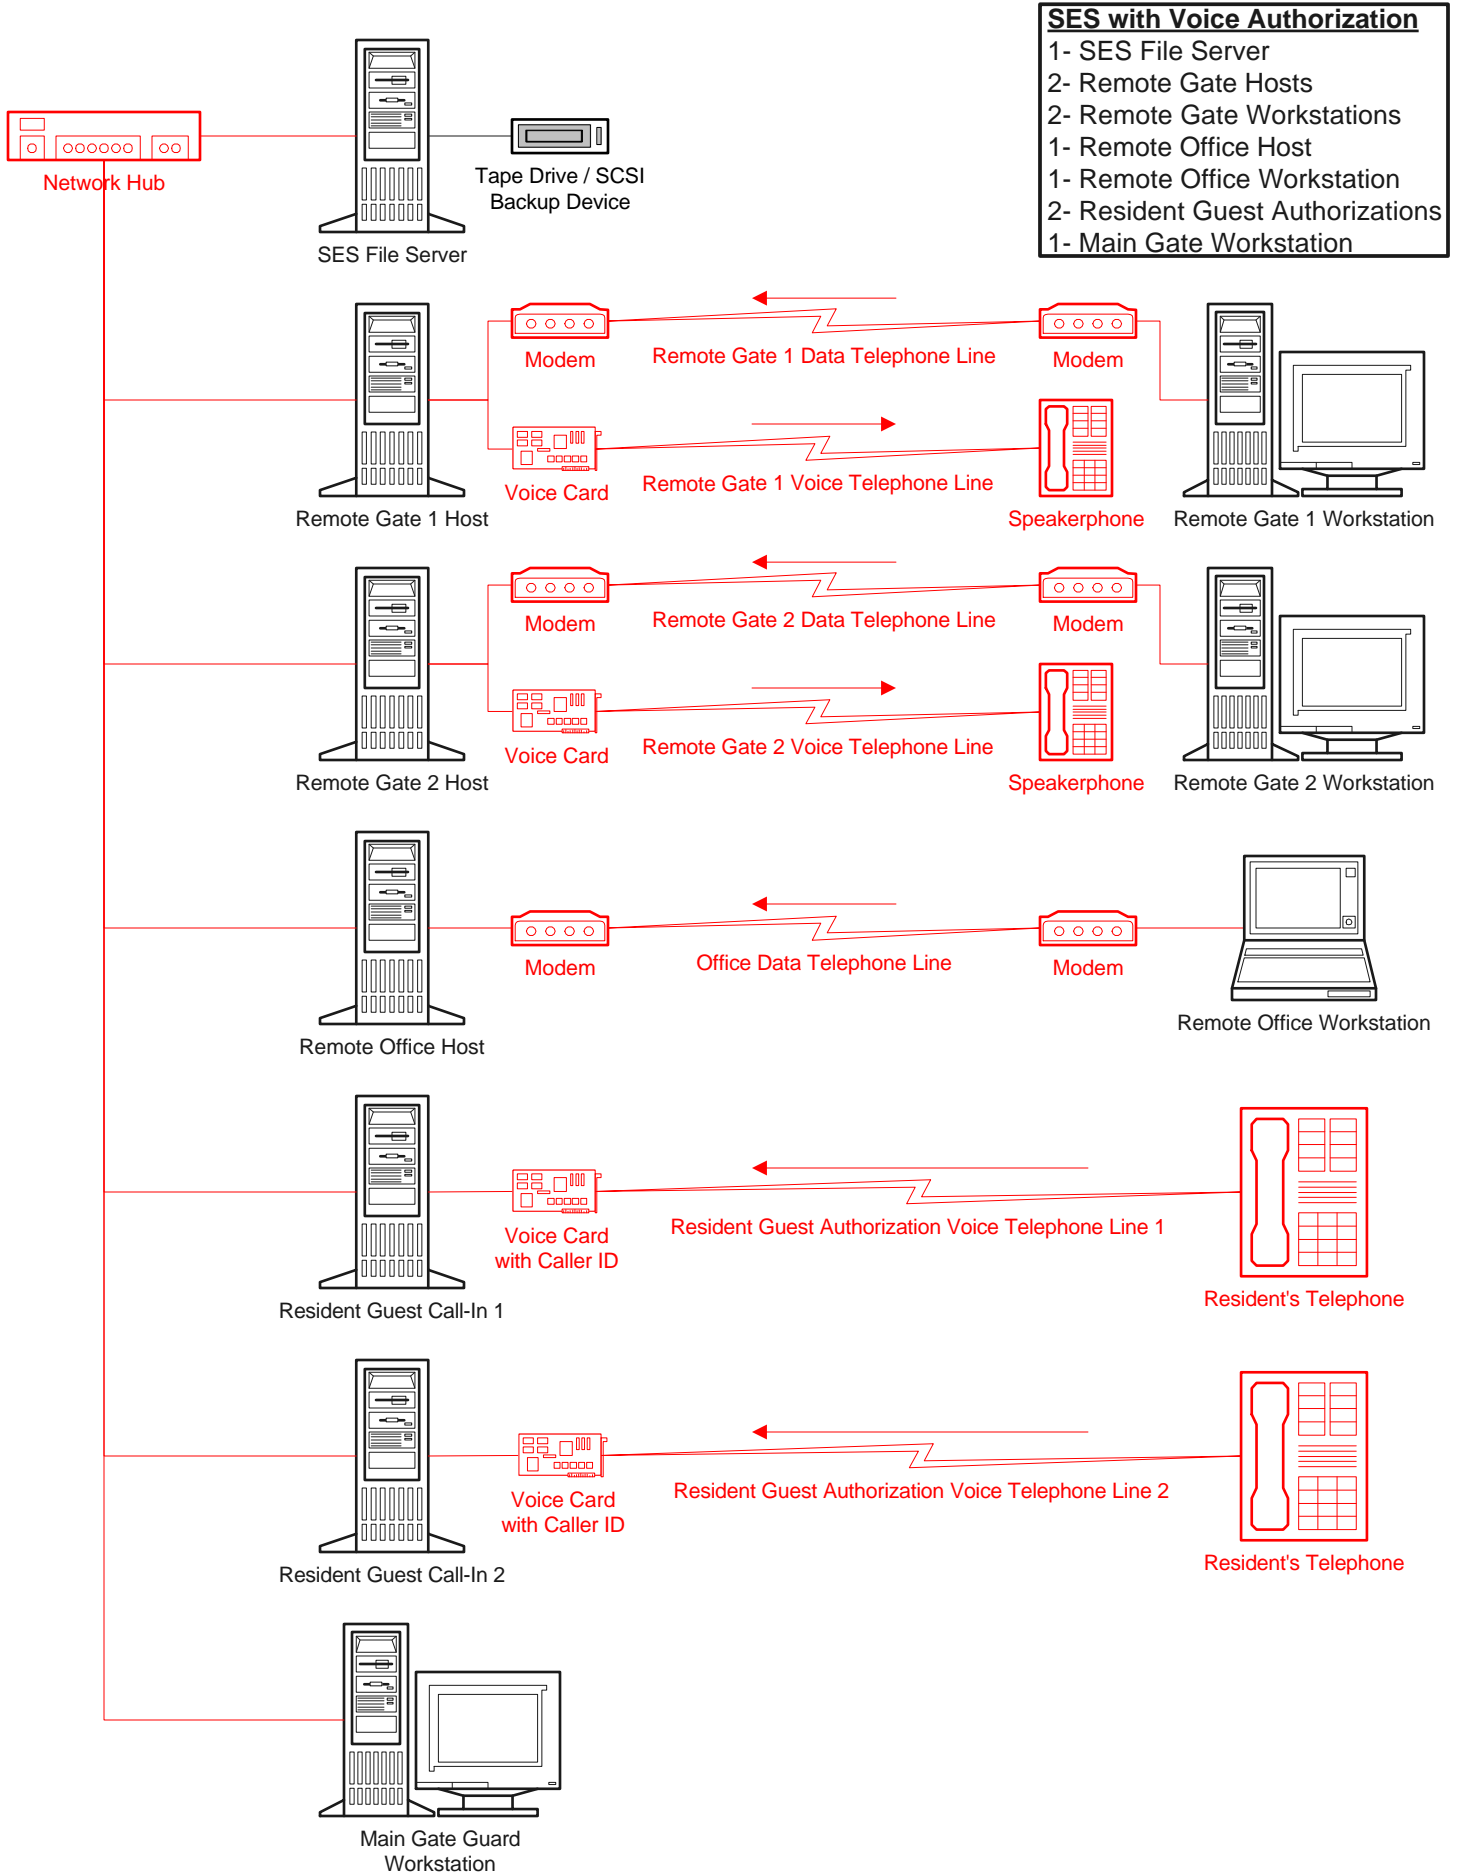 SES with Voice Authorization
1- SES File Server
2- Remote Gate Hosts
2- Remote Gate Workstations
1- Remote Office Host
1- Remote Office Workstation
2- Resident Guest Authorizations
1- Main Gate Workstation
Network Hub
Tape Drive / SCSI
Backup Device
SES File Server
Modem
Remote Gate 1 Data Telephone Line
Modem
Voice Card
Remote Gate 1 Voice Telephone Line
Speakerphone
Remote Gate 1 Host
Remote Gate 1 Workstation
Modem
Remote Gate 2 Data Telephone Line
Modem
Voice Card
Remote Gate 2 Voice Telephone Line
Speakerphone
Remote Gate 2 Host
Remote Gate 2 Workstation
Modem
Office Data Telephone Line
Modem
Remote Office Host
Remote Office Workstation
Voice Card
with Caller ID
Resident Guest Authorization Voice Telephone Line 1
Resident Guest Call-In 1
Resident's Telephone
Voice Card
with Caller ID
Resident Guest Authorization Voice Telephone Line 2
Resident Guest Call-In 2
Resident's Telephone
Main Gate Guard
Workstation